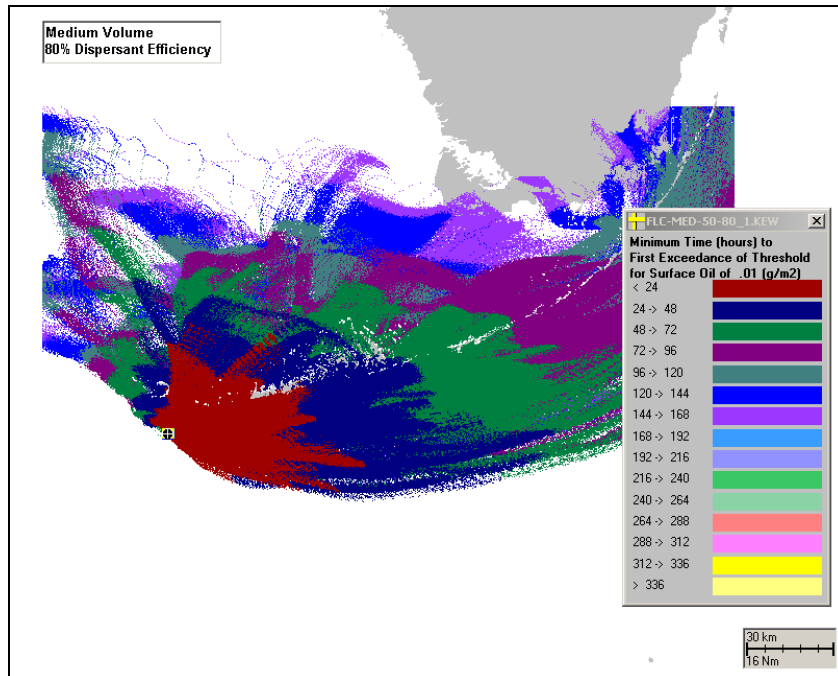 Medium Volume
80% Dispersant Efficiency
FLC-MED-50-80_1.KEW
Minimum Time (hours) to
First Exceedance of Threshold
for Surface Oil of .01 (g/m2)
< 24
24 -> 48
48 -> 72
72 -> 96
96 -> 120
120 -> 144
144 -> 168
168 -> 192
192 -> 216
216 -> 240
240 -> 264
264 -> 288
288 -> 312
312 -> 336
> 336
30 km
16 Nm